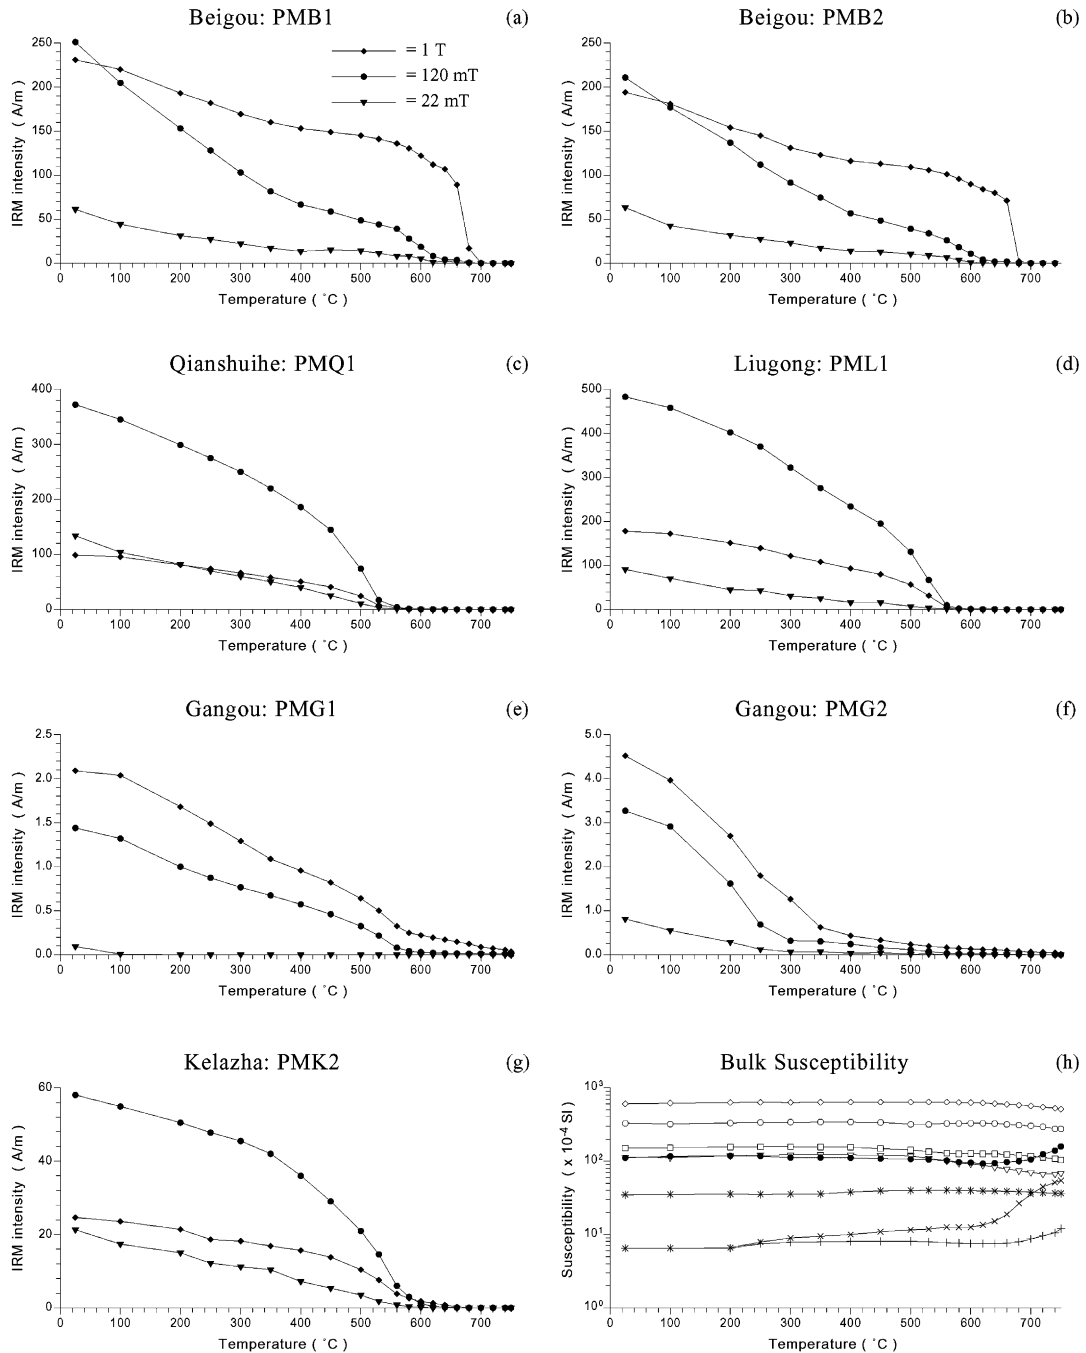 Beigou: PMB1 (a)
IRM intensity ( A/m )
250
200
150
100
50
0
= 1 T
= 120 mT
= 22 mT
0 100 200 300 400 500 600 700
Temperature ( °C )
Beigou: PMB2 (b)
IRM intensity ( A/m )
250
200
150
100
50
0
0 100 200 300 400 500 600 700
Temperature ( °C )
Qianshuihe: PMQ1 (c)
IRM intensity ( A/m )
400
300
200
100
0
0 100 200 300 400 500 600 700
Temperature ( °C )
Liugong: PML1 (d)
IRM intensity ( A/m )
500
400
300
200
100
0
0 100 200 300 400 500 600 700
Temperature ( °C )
Gangou: PMG1 (e)
IRM intensity ( A/m )
2.5
2.0
1.5
1.0
0.5
0.0
0 100 200 300 400 500 600 700
Temperature ( °C )
Gangou: PMG2 (f)
IRM intensity ( A/m )
5.0
4.0
3.0
2.0
1.0
0.0
0 100 200 300 400 500 600 700
Temperature ( °C )
Kelazha: PMK2 (g)
IRM intensity ( A/m )
60
40
20
0
0 100 200 300 400 500 600 700
Temperature ( °C )
Bulk Susceptibility (h)
Susceptibility ( x 10⁻⁴ SI )
10³
10²
10¹
10⁰
0 100 200 300 400 500 600 700
Temperature ( °C )